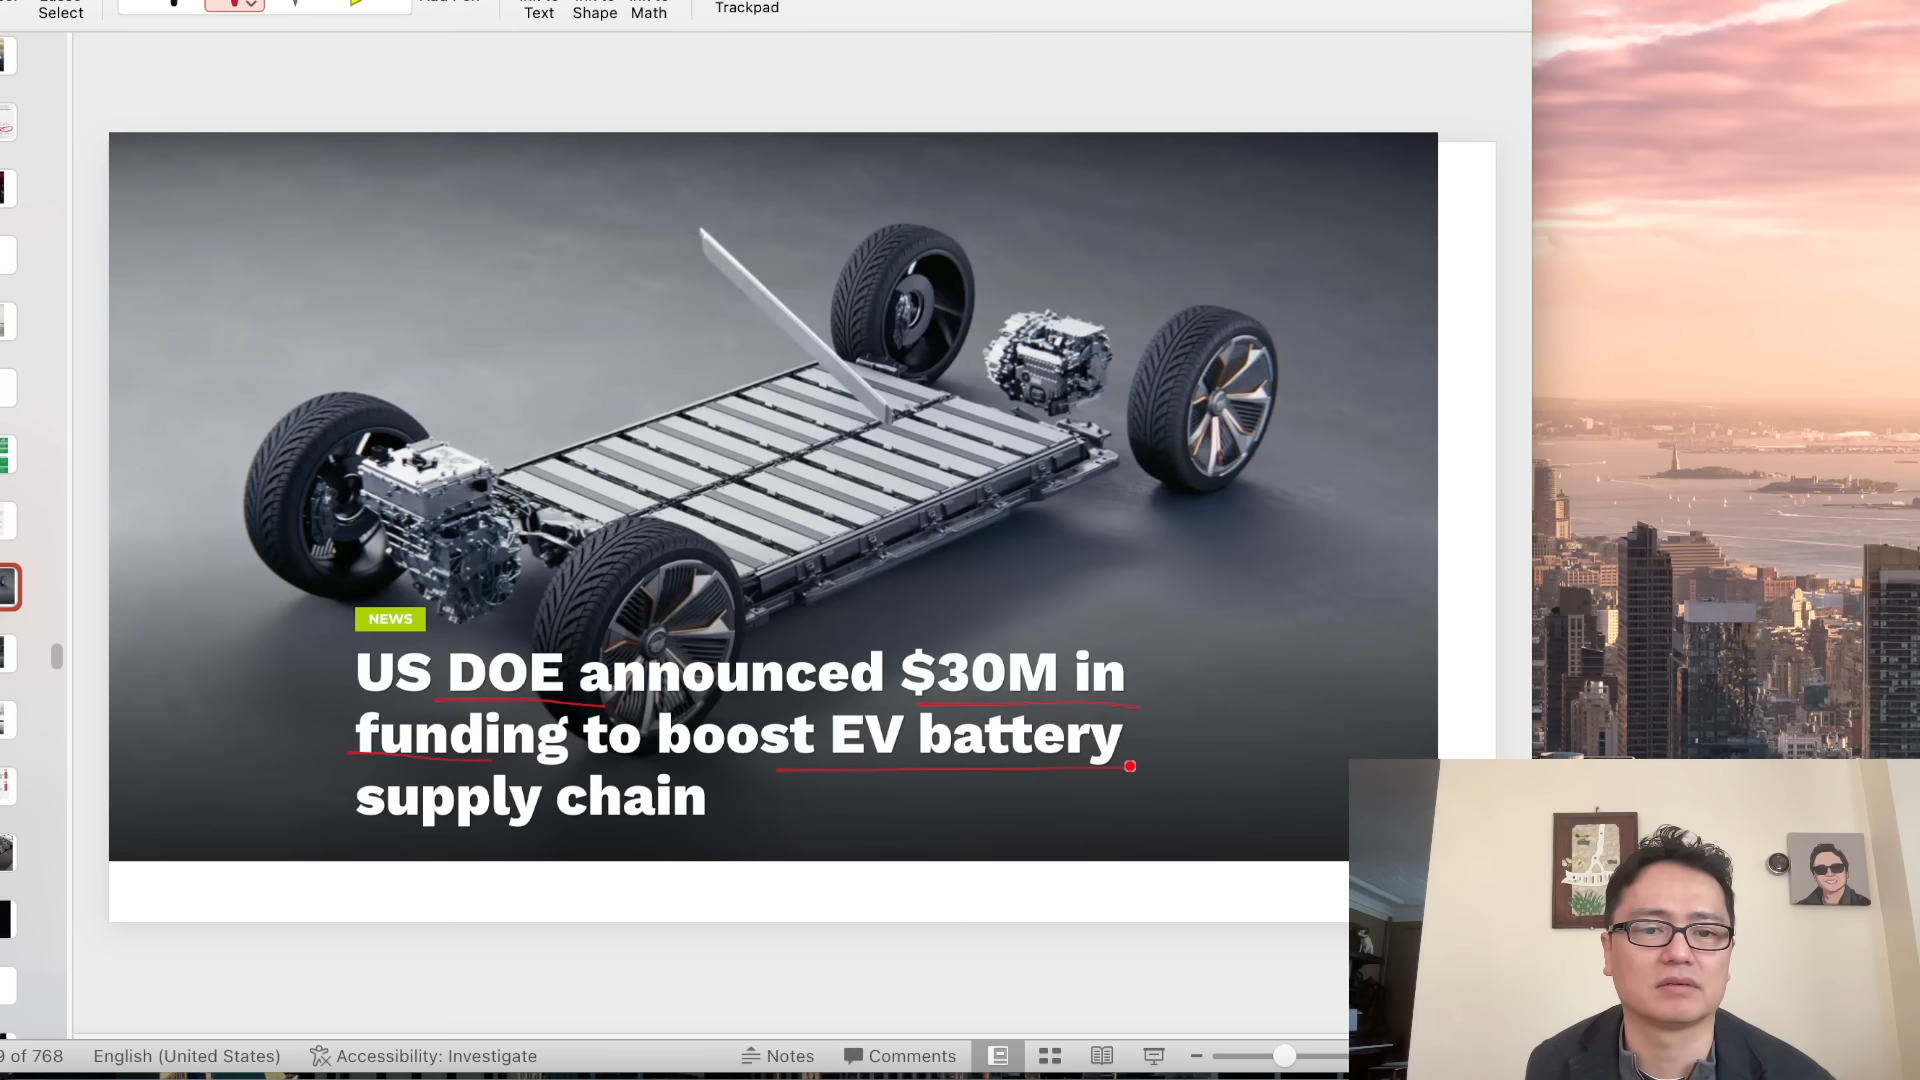 Select
Text
Shape
Math
Trackpad
NEWS
US DOE announced $30M in
funding to boost EV battery
supply chain
of 768
English (United States)
Accessibility: Investigate
Notes
Comments